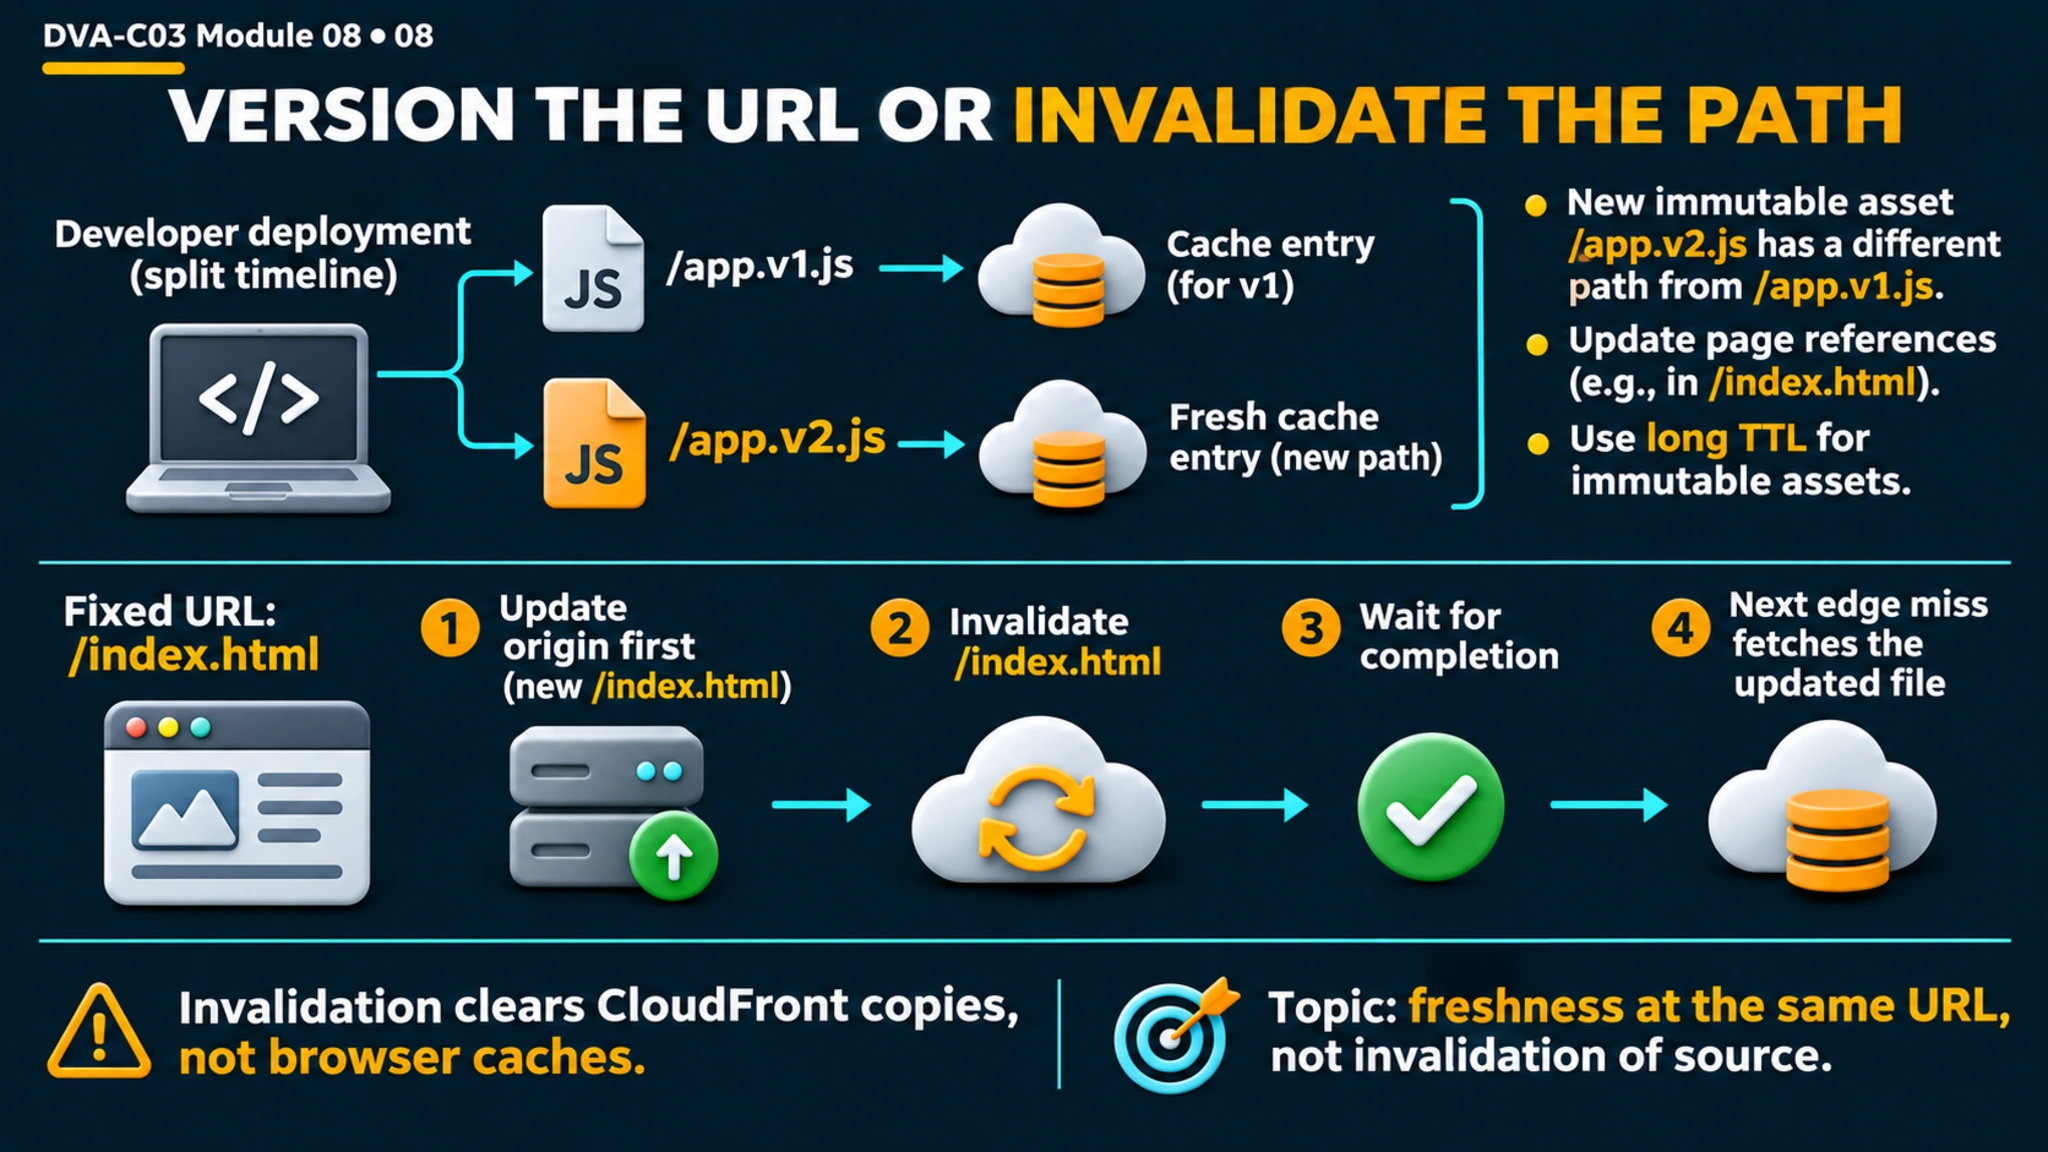 DVA-C03 Module 08 • 08
VERSION THE URL OR INVALIDATE THE PATH
Developer deployment
(split timeline)
</>
JS
/app.v1.js
Cache entry
(for v1)
JS
/app.v2.js
Fresh cache
entry (new path)
New immutable asset
/app.v2.js has a different
path from /app.v1.js.
Update page references
(e.g., in /index.html).
Use long TTL for
immutable assets.
Fixed URL:
/index.html
1
Update
origin first
(new /index.html)
2
Invalidate
/index.html
3
Wait for
completion
4
Next edge miss
fetches the
updated file
Invalidation clears CloudFront copies,
not browser caches.
Topic: freshness at the same URL,
not invalidation of source.